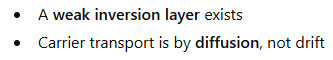 • A weak inversion layer exists
• Carrier transport is by diffusion, not drift